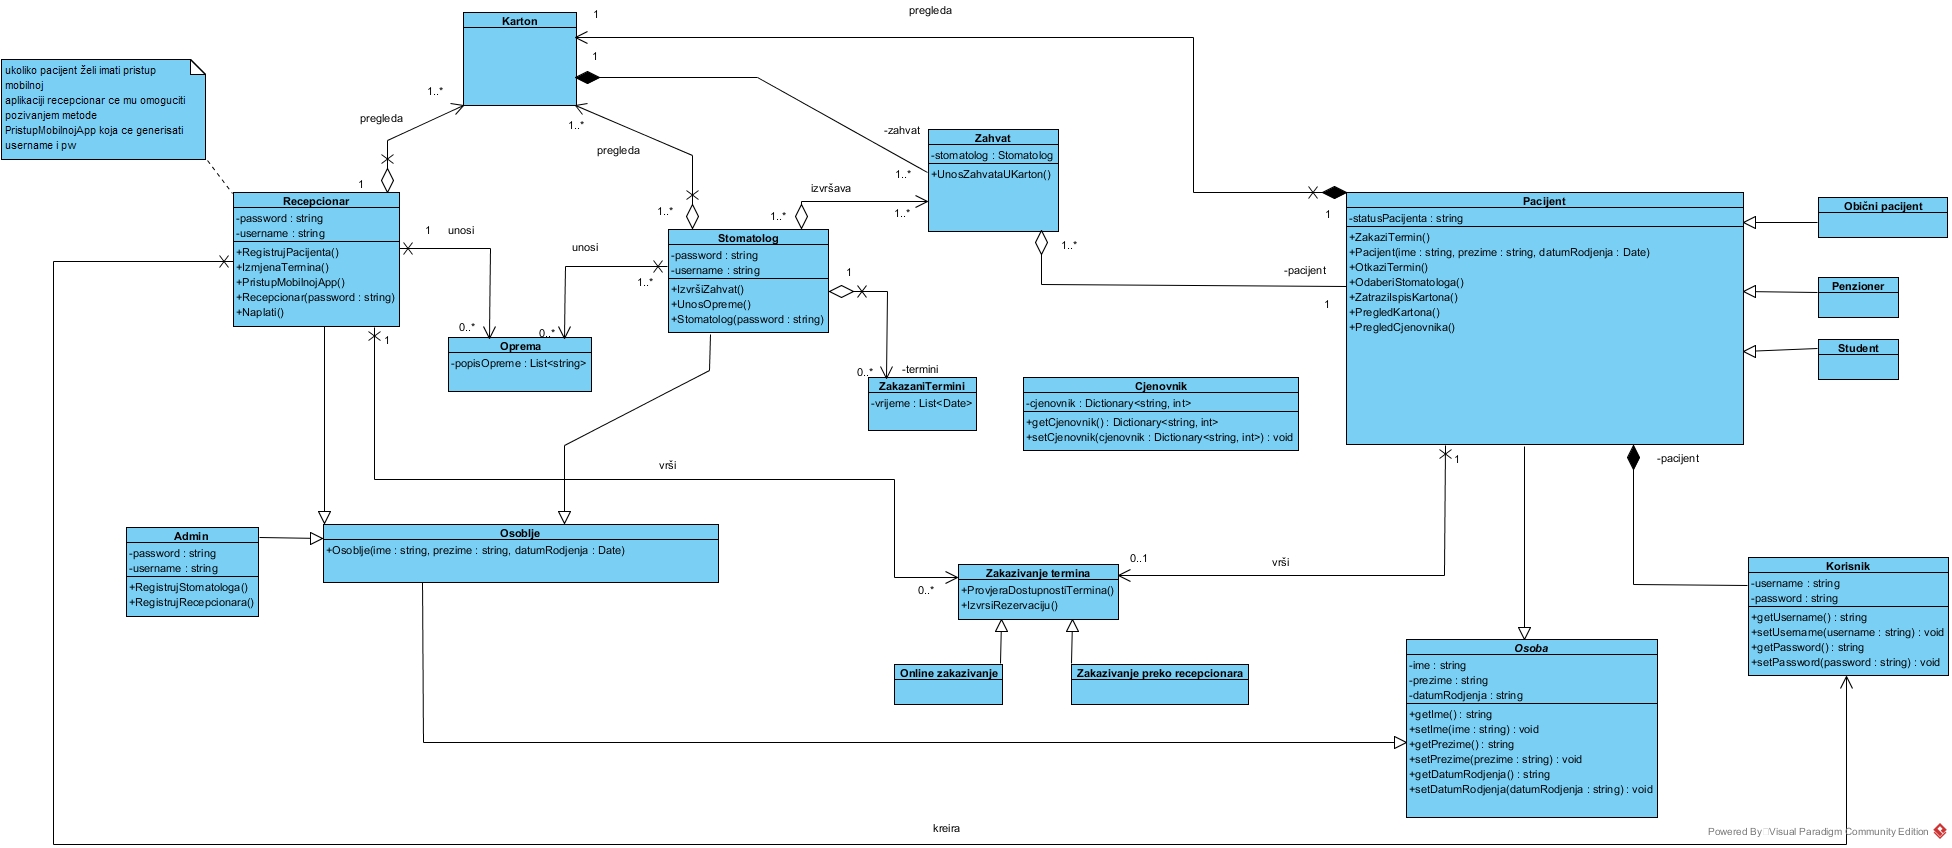 Karton
1
pregleda
1
1..*
pregleda
1..*
pregleda
ukoliko pacijent želi imati pristup
mobilnoj
aplikaciji recepcionar ce mu omoguciti
pozivanjem metode
PristupMobilnojApp koja ce generisati
username i pw
-zahvat
1..*
Zahvat
-stomatolog : Stomatolog
+UnosZahvataUKarton()
izvršava
1..*
1..*
1..*
1
Recepcionar
-password : string
-username : string
+RegistrujPacijenta()
+IzmjenaTermina()
+PristupMobilnojApp()
+Recepcionar(password : string)
+Naplati()
1
unosi
unosi
1..*
Stomatolog
-password : string
-username : string
+IzvršiZahvat()
+UnosOpreme()
+Stomatolog(password : string)
1
1..*
-pacijent
1
1
Pacijent
-statusPacijenta : string
+ZakaziTermin()
+Pacijent(ime : string, prezime : string, datumRodjenja : Date)
+OtkaziTermin()
+OdaberiStomatologa()
+ZatraziIspisKartona()
+PregledKartona()
+PregledCjenovnika()
Obični pacijent
Penzioner
Student
0..*
0..*
1
Oprema
-popisOpreme : List<string>
0..*
-termini
ZakazaniTermini
-vrijeme : List<Date>
Cjenovnik
-cjenovnik : Dictionary<string, int>
+getCjenovnik() : Dictionary<string, int>
+setCjenovnik(cjenovnik : Dictionary<string, int>) : void
vrši
1
-pacijent
Admin
-password : string
-username : string
+RegistrujStomatologa()
+RegistrujRecepcionara()
Osoblje
+Osoblje(ime : string, prezime : string, datumRodjenja : Date)
0..*
0..1
vrši
Zakazivanje termina
+ProvjeraDostupnostiTermina()
+IzvrsiRezervaciju()
Online zakazivanje
Zakazivanje preko recepcionara
Korisnik
-username : string
-password : string
+getUsername() : string
+setUsemame(username : string) : void
+getPassword() : string
+setPassword(password : string) : void
Osoba
-ime : string
-prezime : string
-datumRodjenja : string
+getIme() : string
+setIme(ime : string) : void
+getPrezime() : string
+setPrezime(prezime : string) : void
+getDatumRodjenja() : string
+setDatumRodjenja(datumRodjenja : string) : void
kreira
Powered By Visual Paradigm Community Edition